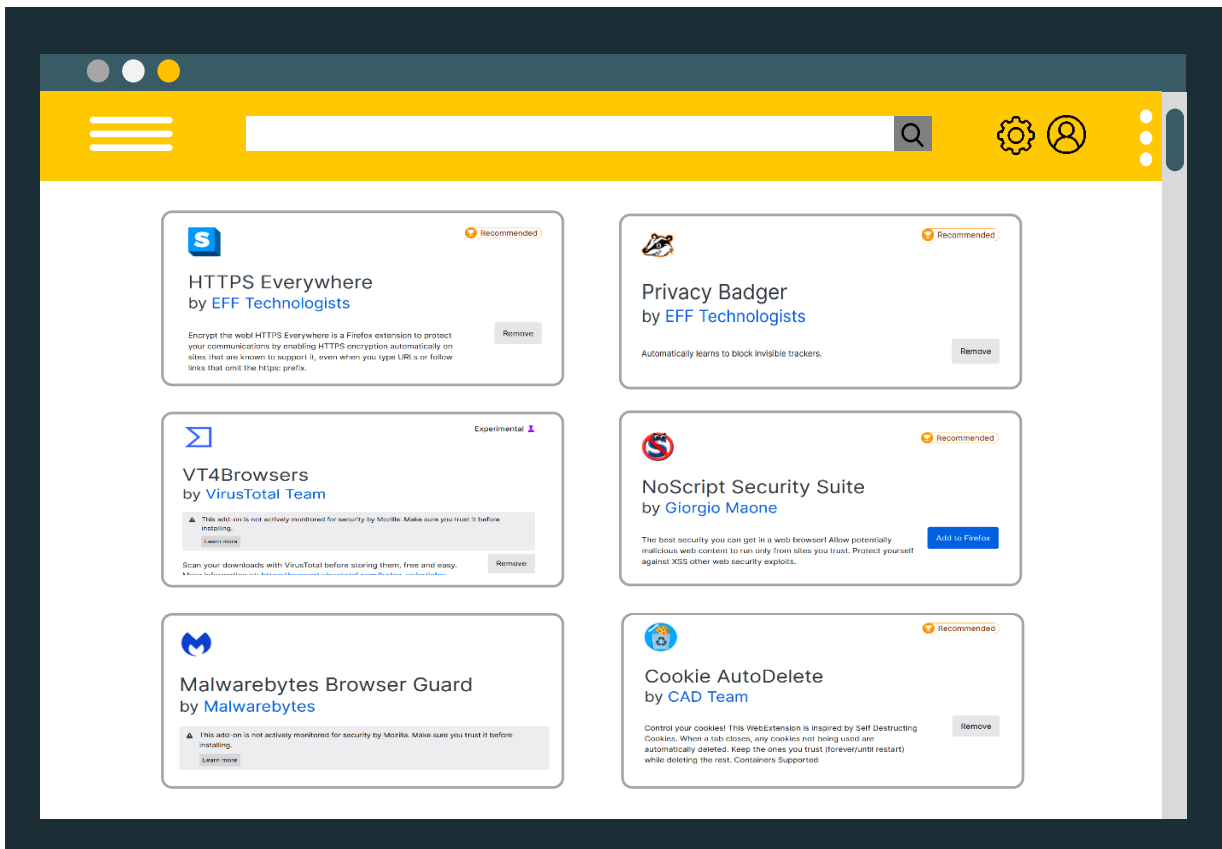 S
Recommended
HTTPS Everywhere
by EFF Technologists
Encrypt the web! HTTPS Everywhere is a Firefox extension to protect
your communications by enabling HTTPS encryption automatically on
sites that are known to support it, even when you type URLs or follow
links that omit the https: prefix.
Remove
Recommended
Privacy Badger
by EFF Technologists
Automatically learns to block invisible trackers.
Remove
Experimental
VT4Browsers
by VirusTotal Team
This add-on is not actively monitored for security by Mozilla. Make sure you trust it before
installing.
Learn more
Scan your downloads with VirusTotal before storing them, free and easy.
More information on
Remove
S
Recommended
NoScript Security Suite
by Giorgio Maone
The best security you can get in a web browser! Allow potentially
malicious web content to run only from sites you trust. Protect yourself
against XSS other web security exploits.
Add to Firefox
Malwarebytes Browser Guard
by Malwarebytes
This add-on is not actively monitored for security by Mozilla. Make sure you trust it before
installing.
Learn more
Recommended
Cookie AutoDelete
by CAD Team
Control your cookies! This WebExtension is inspired by Self Destructing
Cookies. When a tab closes, any cookies not being used are
automatically deleted. Keep the ones you trust (forever/until restart)
while deleting the rest. Containers Supported
Remove